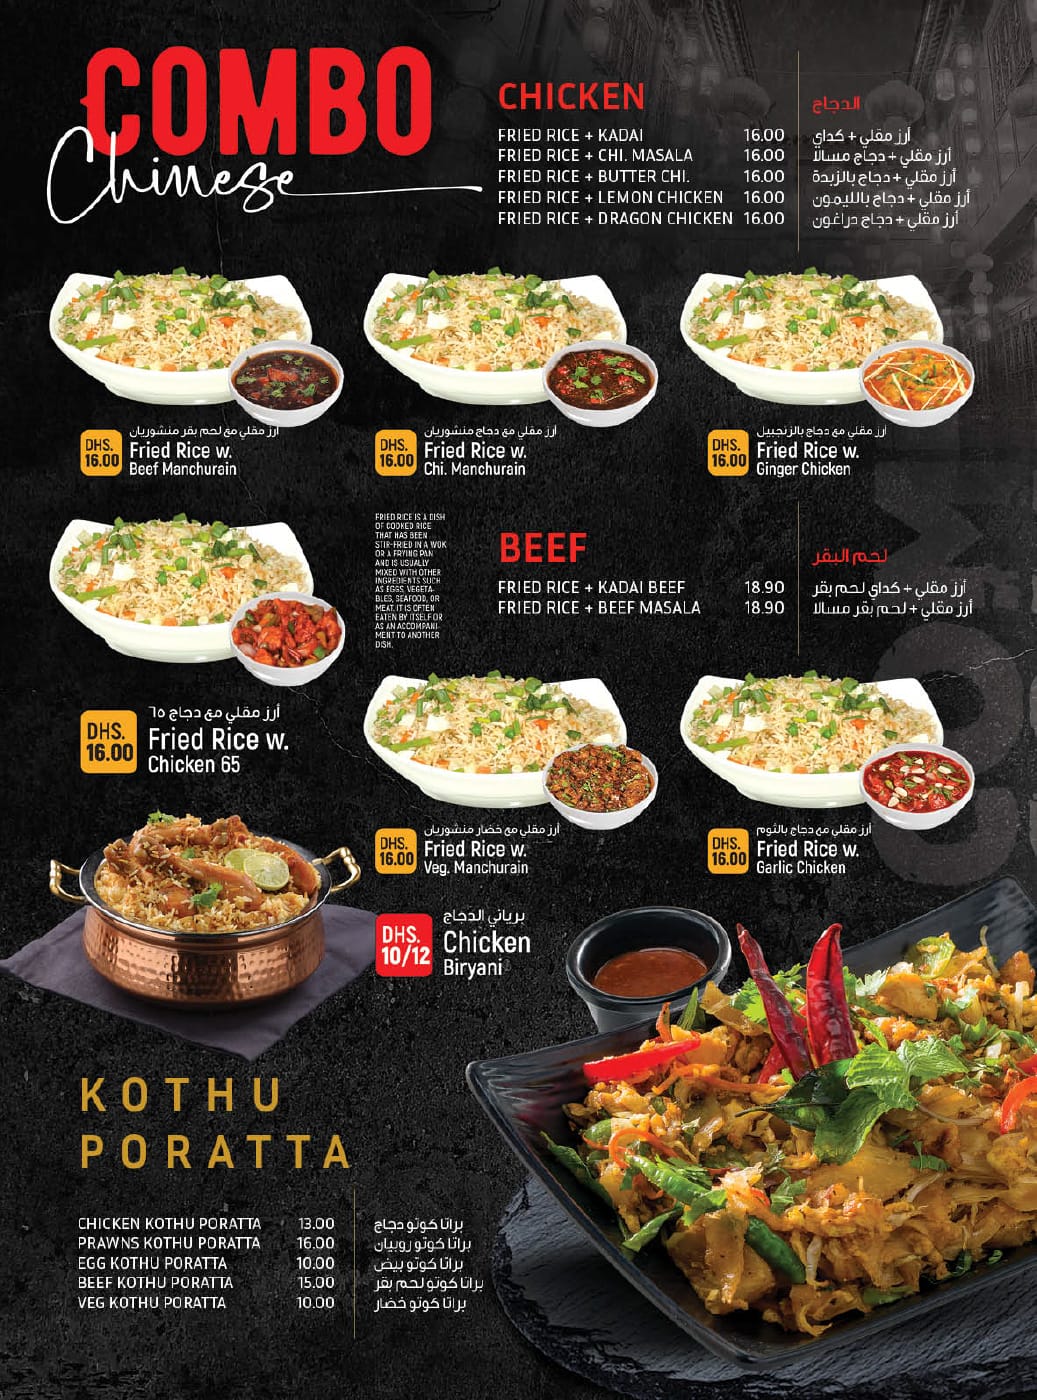 COMBO
Chinese
CHICKEN
الدجاج
FRIED RICE + KADAI 16.00 أرز مقلي + كداي
FRIED RICE + CHI. MASALA 16.00 أرز مقلي + دجاج مسالا
FRIED RICE + BUTTER CHI. 16.00 أرز مقلي + دجاج بالزبدة
FRIED RICE + LEMON CHICKEN 16.00 أرز مقلي + دجاج بالليمون
FRIED RICE + DRAGON CHICKEN 16.00 أرز مقلي + دجاج دراغون
DHS.
16.00
أرز مقلي مع لحم بقر منشوريان
Fried Rice w.
Beef Manchurain
DHS.
16.00
أرز مقلي مع دجاج منشوريان
Fried Rice w.
Chi. Manchurain
DHS.
16.00
أرز مقلي مع دجاج بالزنجبيل
Fried Rice w.
Ginger Chicken
FRIED RICE IS A DISH
OF COOKED RICE
THAT HAS BEEN
STIR-FRIED IN A WOK
OR A FRYING PAN
AND IS USUALLY
MIXED WITH OTHER
INGREDIENTS SUCH
AS EGGS, VEGETA-
BLES, SEAFOOD, OR
MEAT. IT IS OFTEN
EATEN BY ITSELF OR
AS AN ACCOMPANI-
MENT TO ANOTHER
DISH.
BEEF
لحم البقر
FRIED RICE + KADAI BEEF 18.90 أرز مقلي + كداي لحم بقر
FRIED RICE + BEEF MASALA 18.90 أرز مقلي + لحم بقر مسالا
DHS.
16.00
أرز مقلي مع دجاج ٦٥
Fried Rice w.
Chicken 65
DHS.
16.00
أرز مقلي مع خضار منشوريان
Fried Rice w.
Veg. Manchurain
DHS.
16.00
أرز مقلي مع دجاج بالثوم
Fried Rice w.
Garlic Chicken
DHS.
10/12
برياني الدجاج
Chicken
Biryani
KOTHU
PORATTA
CHICKEN KOTHU PORATTA 13.00 براتا كوتو دجاج
PRAWNS KOTHU PORATTA 16.00 براتا كوتو روبيان
EGG KOTHU PORATTA 10.00 براتا كوتو بيض
BEEF KOTHU PORATTA 15.00 براتا كوتو لحم بقر
VEG KOTHU PORATTA 10.00 براتا كوتو خضار